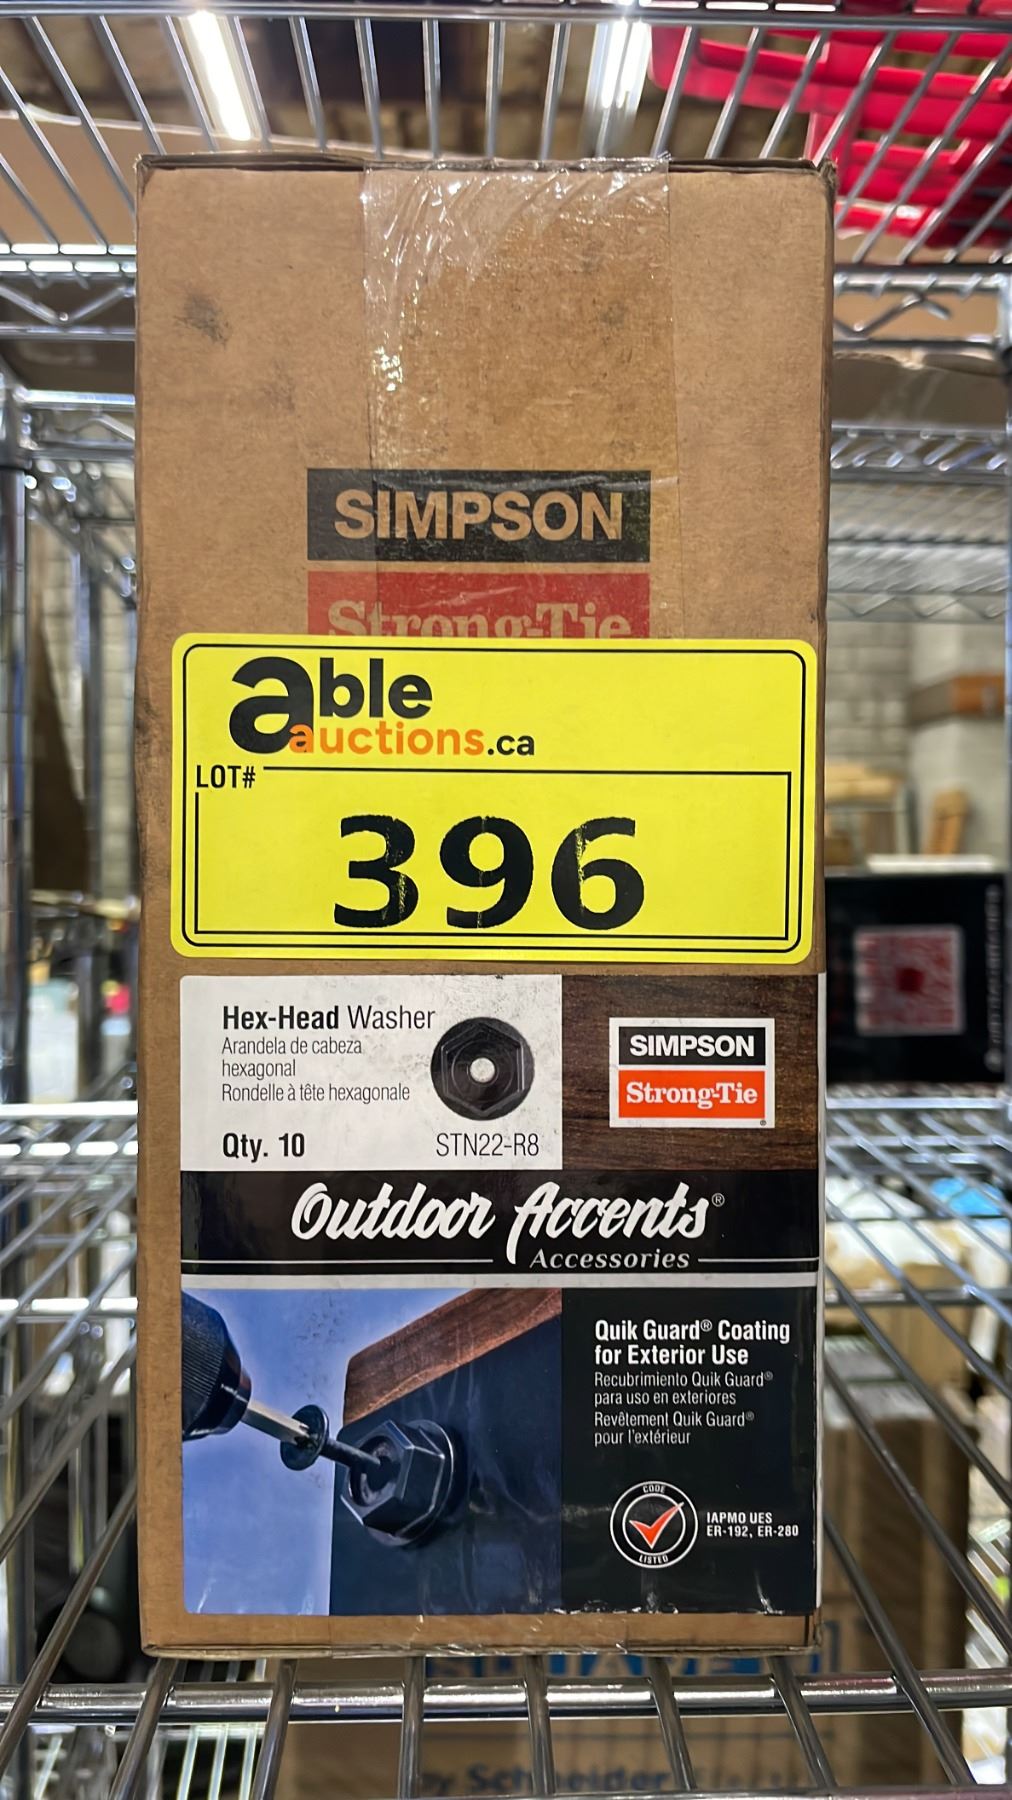 SIMPSON
Strong-Tie
able
auctions.ca
LOT#
396
Hex-Head Washer
Arandela de cabeza
hexagonal
Rondelle à tête hexagonale
Qty. 10
STN22-R8
SIMPSON
Strong-Tie
®
Outdoor Accents®
Accessories
Quik Guard® Coating
for Exterior Use
Recubrimiento Quik Guard®
para uso en exteriores
Revêtement Quik Guard®
pour l'extérieur
CODE
LISTED
IAPMO UES
ER-192, ER-280
by Schneider